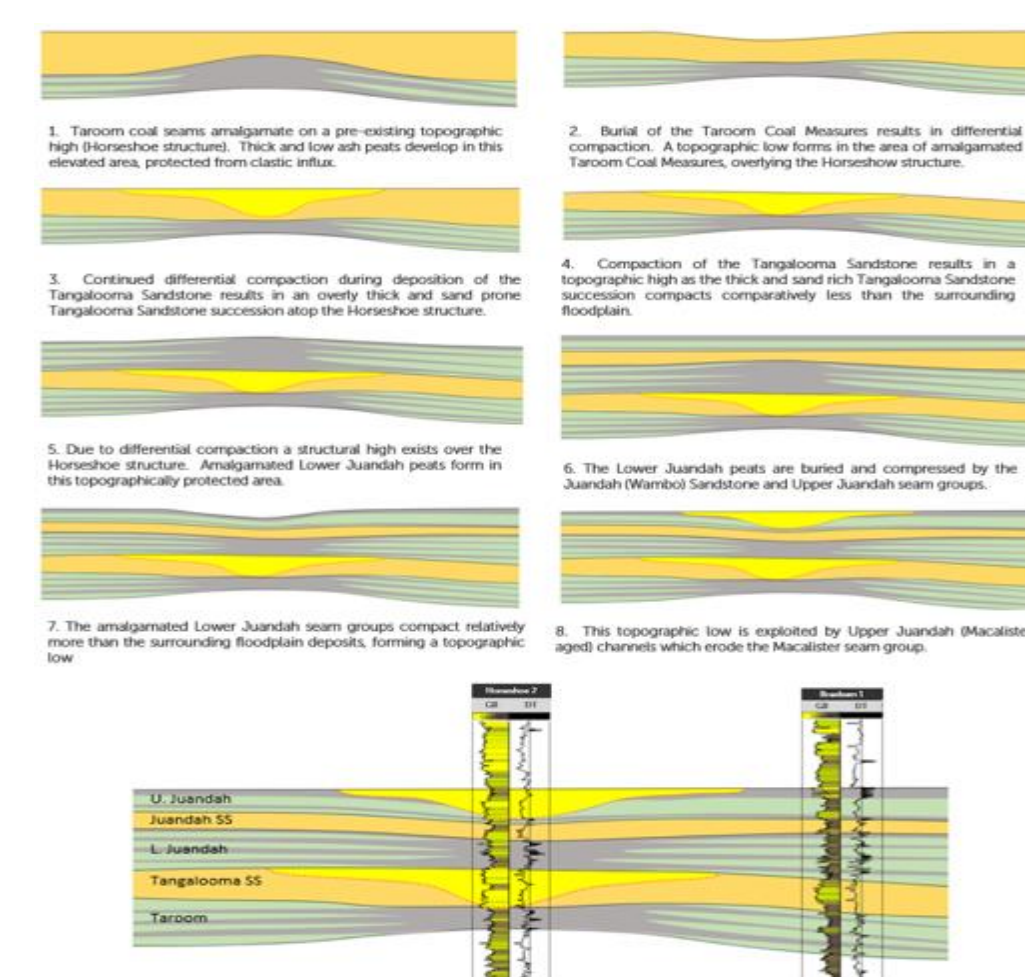 1. Taroom coal seams amalgamate on a pre-existing topographic
high (Horseshoe structure). Thick and low ash peats develop in this
elevated area, protected from clastic influx.
2. Burial of the Taroom Coal Measures results in differential
compaction. A topographic low forms in the area of amalgamated
Taroom Coal Measures, overlying the Horseshow structure.
3. Continued differential compaction during deposition of the
Tangalooma Sandstone results in an overly thick and sand prone
Tangalooma Sandstone succession atop the Horseshoe structure.
4. Compaction of the Tangalooma Sandstone results in a
topographic high as the thick and sand rich Tangalooma Sandstone
succession compacts comparatively less than the surrounding
floodplain.
5. Due to differential compaction a structural high exists over the
Horseshoe structure. Amalgamated Lower Juandah peats form in
this topographically protected area.
6. The Lower Juandah peats are buried and compressed by the
Juandah (Wambo) Sandstone and Upper Juandah seam groups.
7. The amalgamated Lower Juandah seam groups compact relatively
more than the surrounding floodplain deposits, forming a topographic
low
8. This topographic low is exploited by Upper Juandah (Macaliste
aged) channels which erode the Macalister seam group.
Horseshoe 2
GR DT
1
GR DT
U. Juandah
Juandah SS
L. Juandah
Tangalooma SS
Taroom